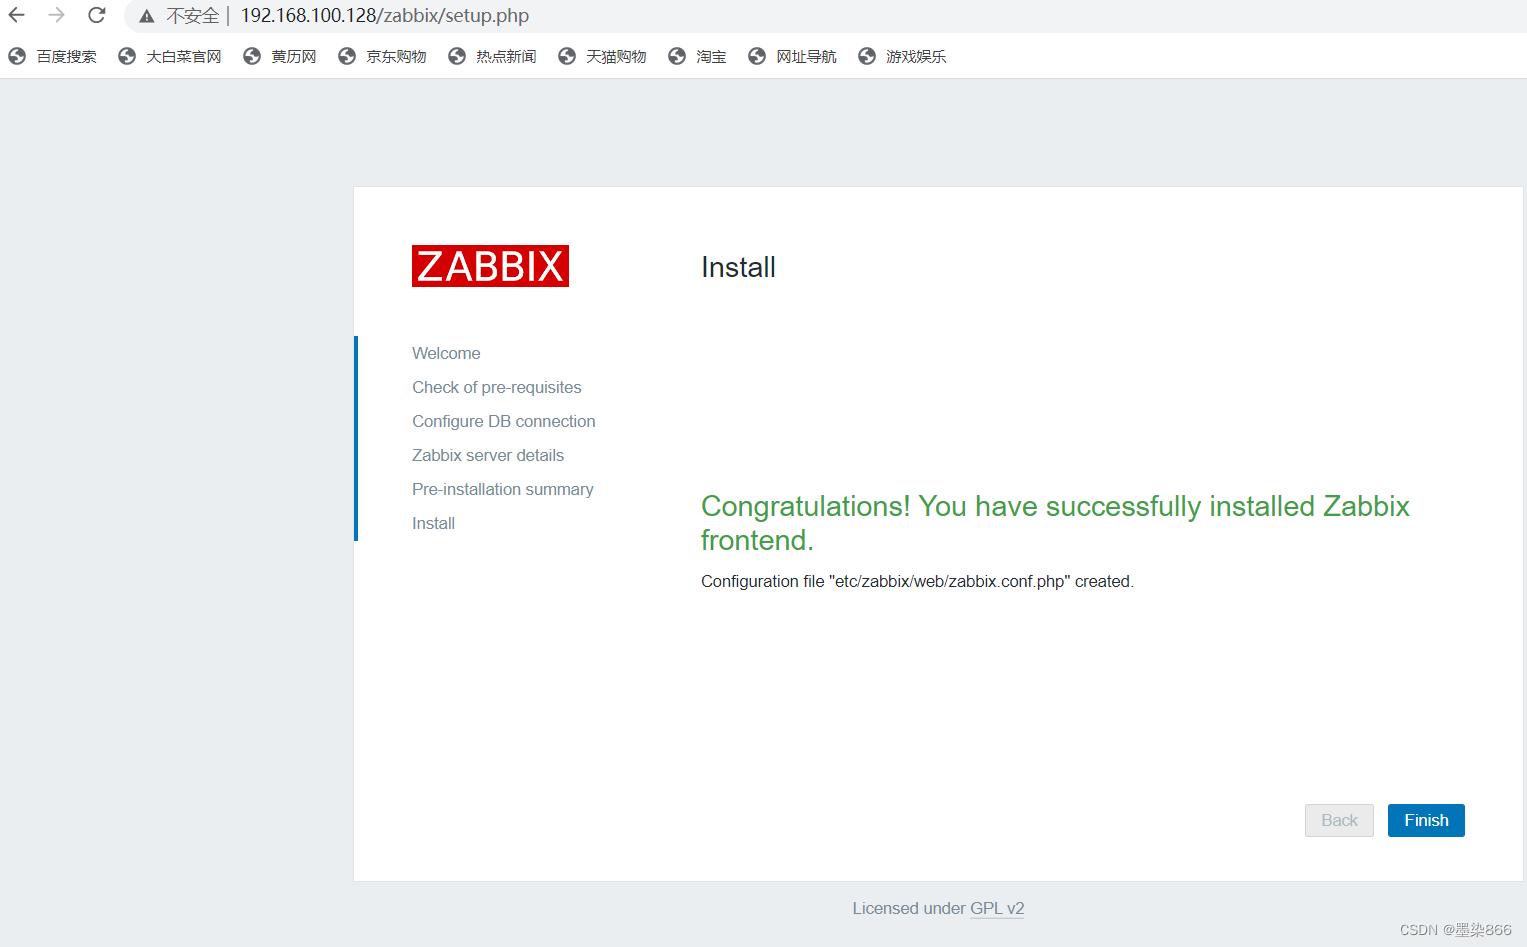 不安全 | 192.168.100.128/zabbix/setup.php
百度搜索 大白菜官网 黄历网 京东购物 热点新闻 天猫购物 淘宝 网址导航 游戏娱乐
ZABBIX
Install
Welcome
Check of pre-requisites
Configure DB connection
Zabbix server details
Pre-installation summary
Install
Congratulations! You have successfully installed Zabbix
frontend.
Configuration file "etc/zabbix/web/zabbix.conf.php" created.
Back Finish
Licensed under GPL v2
CSDN @墨染866